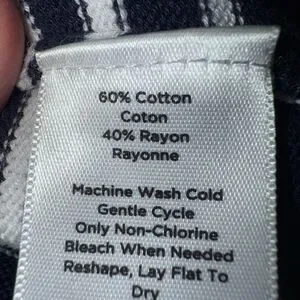 60% Cotton
Coton
40% Rayon
Rayonne
Machine Wash Cold
Gentle Cycle
Only Non-Chlorine
Bleach When Needed
Reshape, Lay Flat To
Dry